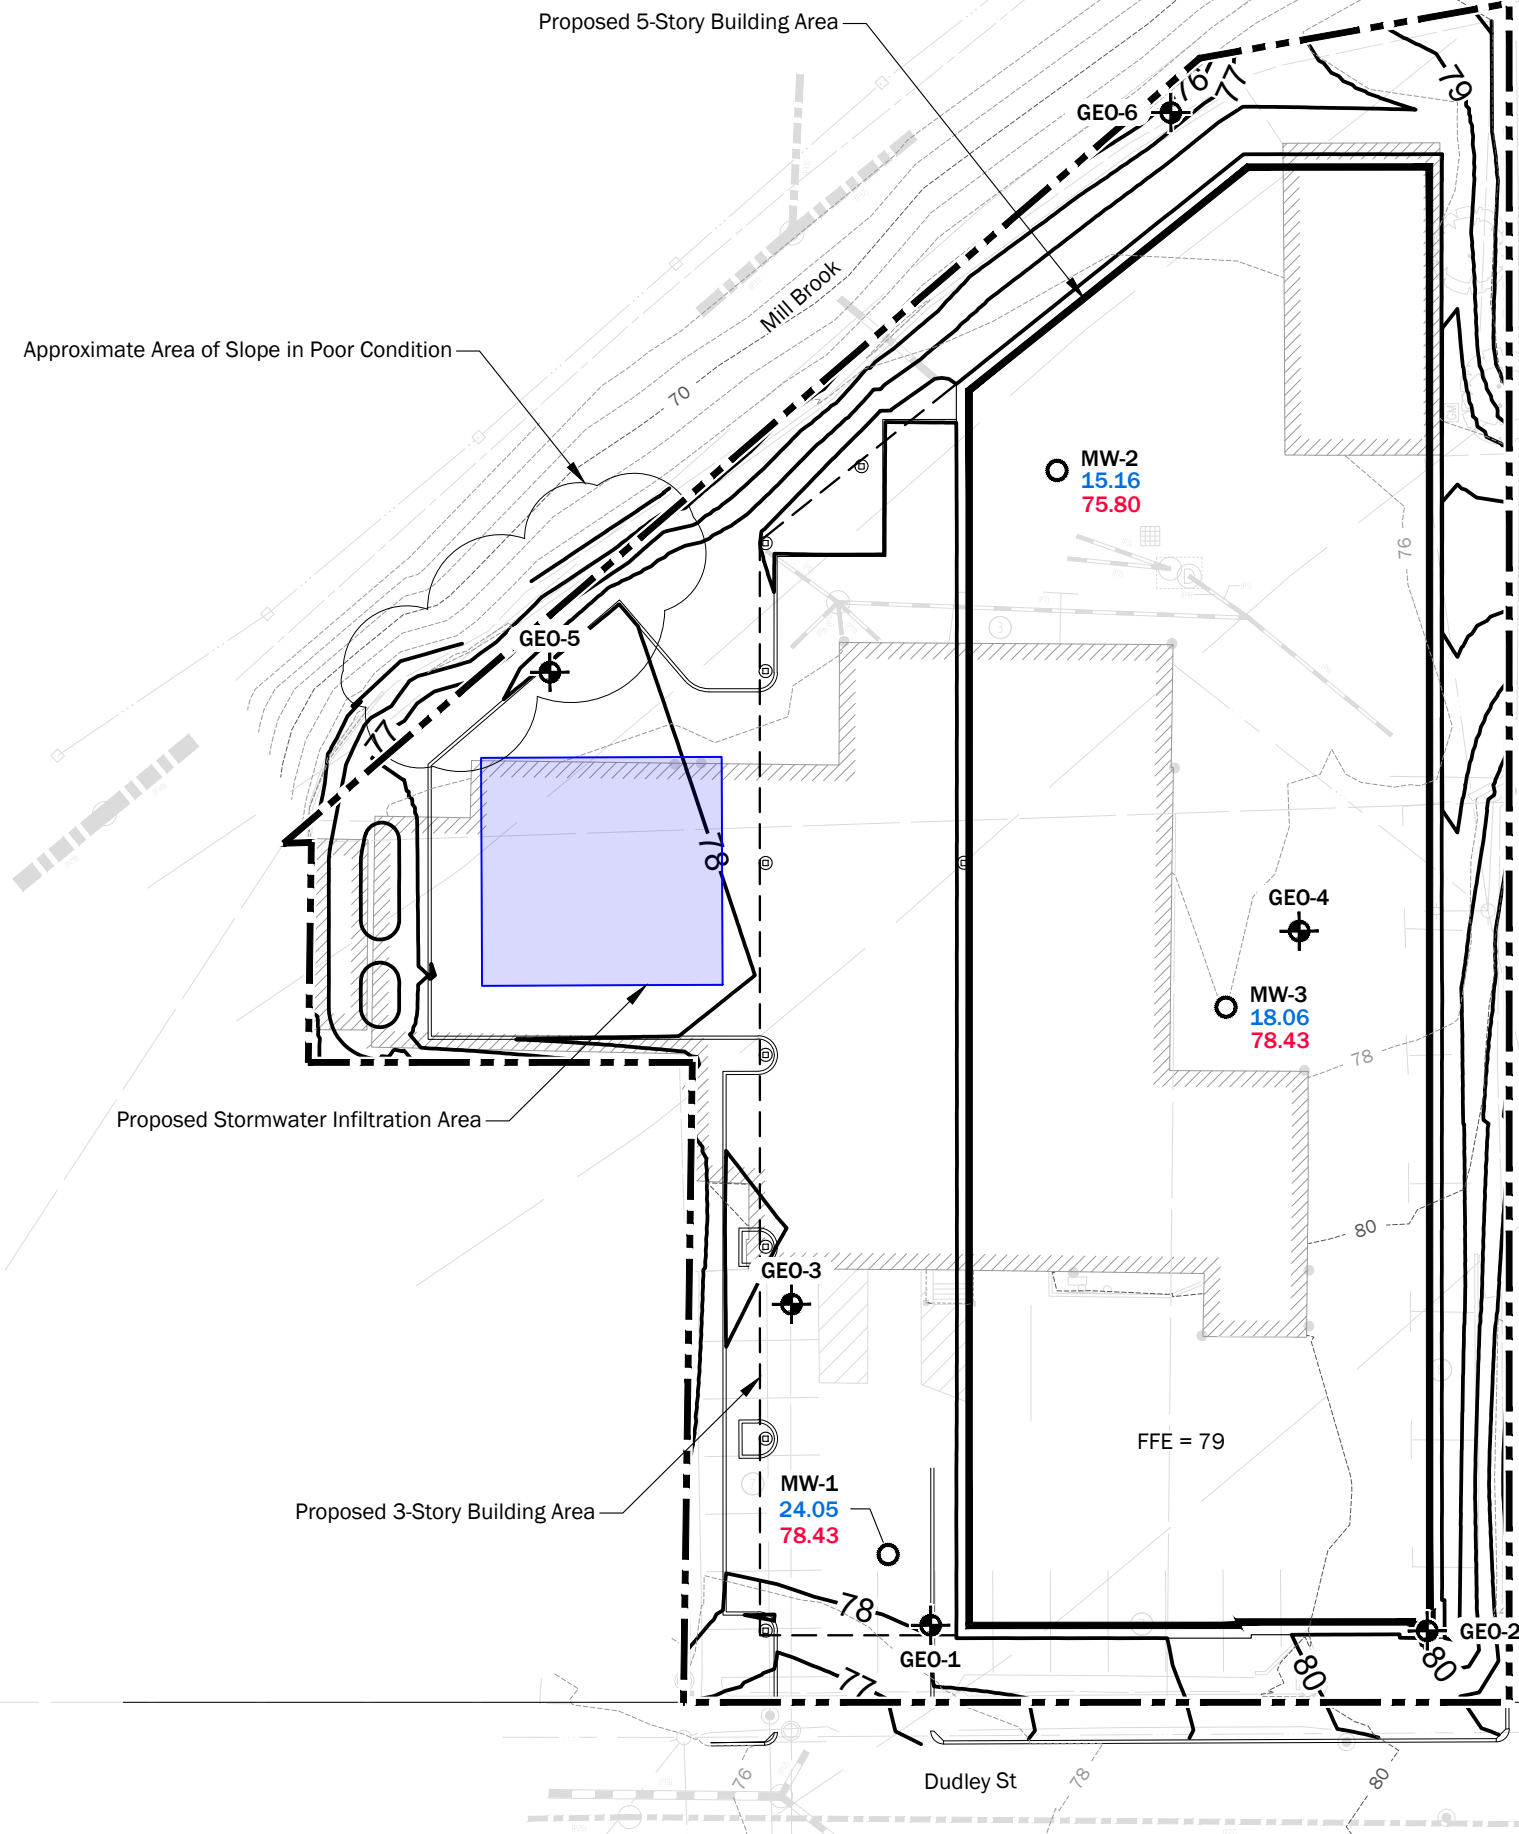 Proposed 5-Story Building Area
76
77
79
GEO-6
Mill Brook
Approximate Area of Slope in Poor Condition
70
MW-2
15.16
75.80
76
3
GEO-5
77
78
GEO-4
MW-3
18.06
78.43
78
Proposed Stormwater Infiltration Area
80
GEO-3
FFE = 79
MW-1
24.05
78.43
Proposed 3-Story Building Area
78
GEO-1
GEO-2
80
80
77
76
Dudley St
78
80